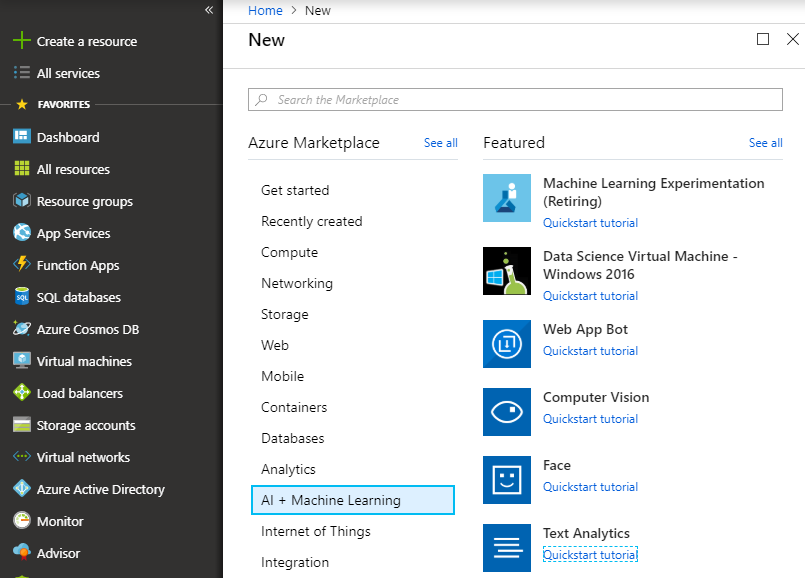 «
Create a resource
All services
FAVORITES
Dashboard
All resources
Resource groups
App Services
Function Apps
SQL databases
Azure Cosmos DB
Virtual machines
Load balancers
Storage accounts
Virtual networks
Azure Active Directory
Monitor
Advisor
Home > New
New
Search the Marketplace
Azure Marketplace
See all
Get started
Recently created
Compute
Networking
Storage
Web
Mobile
Containers
Databases
Analytics
AI + Machine Learning
Internet of Things
Integration
Featured
See all
Machine Learning Experimentation
(Retiring)
Quickstart tutorial
Data Science Virtual Machine -
Windows 2016
Quickstart tutorial
Web App Bot
Quickstart tutorial
Computer Vision
Quickstart tutorial
Face
Quickstart tutorial
Text Analytics
Quickstart tutorial